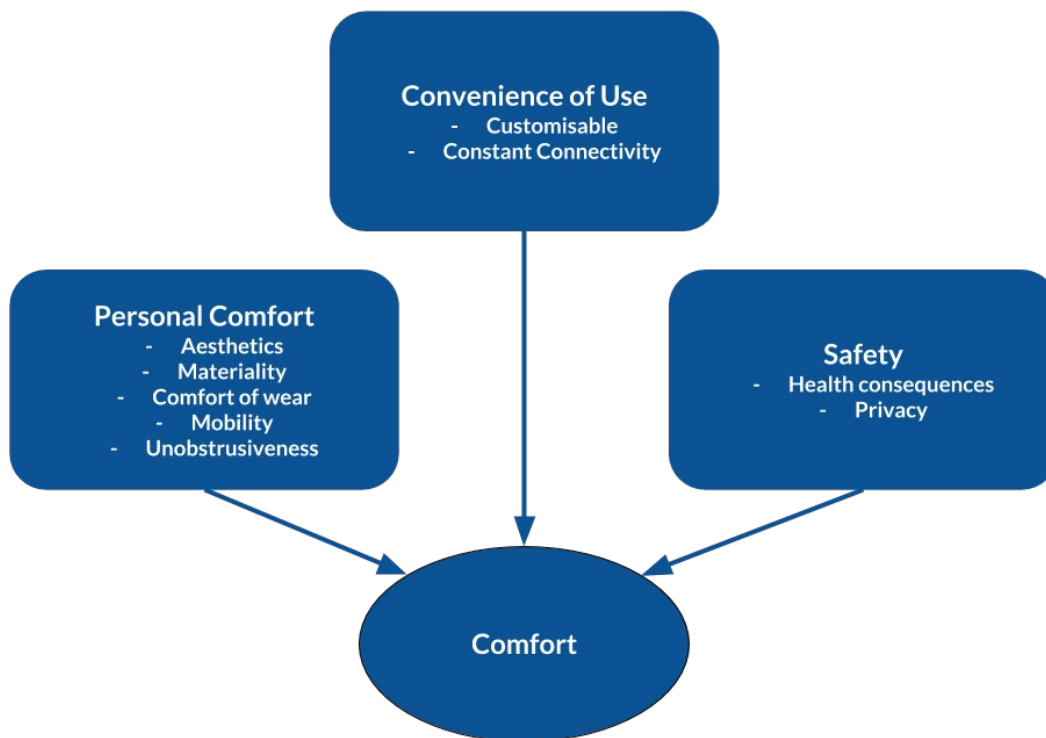 Convenience of Use
- Customisable
- Constant Connectivity
Personal Comfort
- Aesthetics
- Materiality
- Comfort of wear
- Mobility
- Unobstrusiveness
Safety
- Health consequences
- Privacy
Comfort